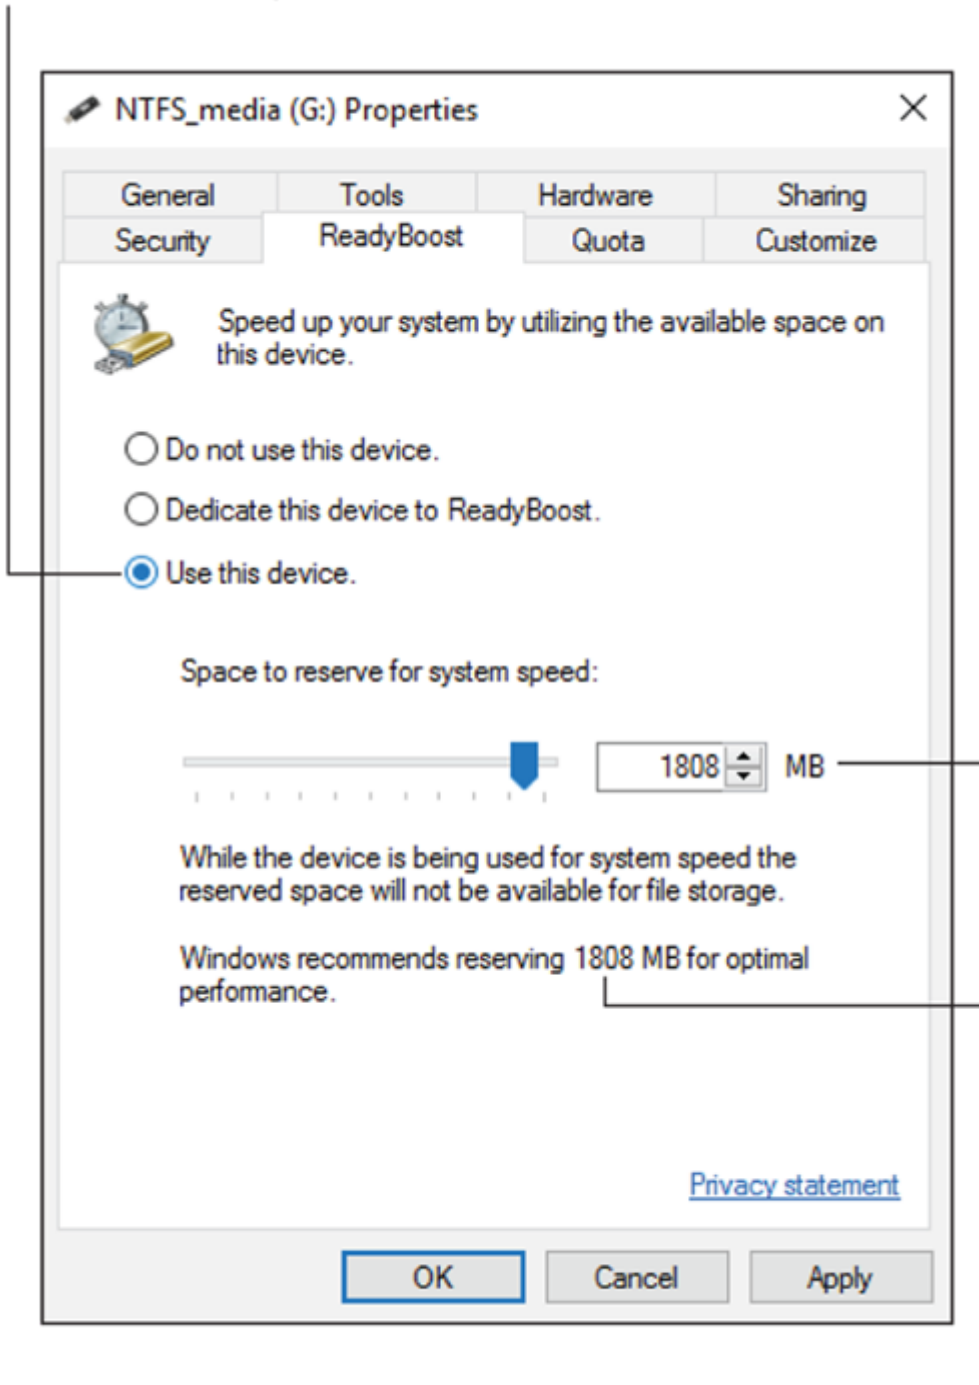 NTFS_media (G:) Properties
General Tools Hardware Sharing
Security ReadyBoost Quota Customize
Speed up your system by utilizing the available space on
this device.
Do not use this device.
Dedicate this device to ReadyBoost.
Use this device.
Space to reserve for system speed:
1808 MB
While the device is being used for system speed the
reserved space will not be available for file storage.
Windows recommends reserving 1808 MB for optimal
performance.
Privacy statement
OK Cancel Apply